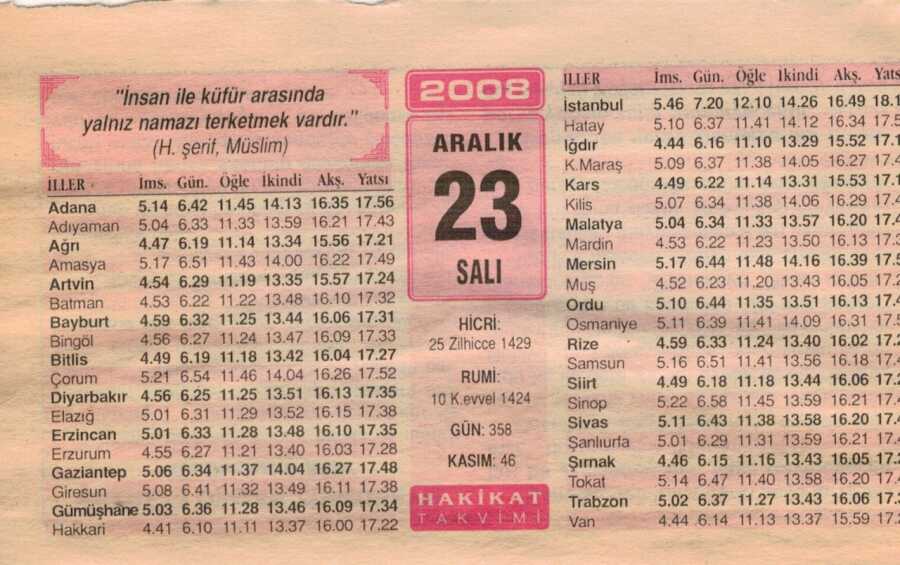 "İnsan ile küfür arasında
yalnız namazı terketmek vardır."
(H. şerif, Müslim)
İLLER İms. Gün. Öğle İkindi Akş. Yatsı
Adana 5.14 6.42 11.45 14.13 16.35 17.56
Adıyaman 5.04 6.33 11.33 13.59 16.21 17.43
Ağrı 4.47 6.19 11.14 13.34 15.56 17.21
Amasya 5.17 6.51 11.43 14.00 16.22 17.49
Artvin 4.54 6.29 11.19 13.35 15.57 17.24
Batman 4.53 6.22 11.22 13.48 16.10 17.32
Bayburt 4.59 6.32 11.25 13.44 16.06 17.31
Bingöl 4.56 6.27 11.24 13.47 16.09 17.33
Bitlis 4.49 6.19 11.18 13.42 16.04 17.27
Çorum 5.21 6.54 11.46 14.04 16.26 17.52
Diyarbakır 4.56 6.25 11.25 13.51 16.13 17.35
Elazığ 5.01 6.31 11.29 13.52 16.15 17.38
Erzincan 5.01 6.33 11.28 13.48 16.10 17.35
Erzurum 4.55 6.27 11.21 13.40 16.03 17.28
Gaziantep 5.06 6.34 11.37 14.04 16.27 17.48
Giresun 5.08 6.41 11.32 13.49 16.11 17.38
Gümüşhane 5.03 6.36 11.28 13.46 16.09 17.34
Hakkari 4.41 6.10 11.11 13.37 16.00 17.22
2008
ARALIK
23
SALI
HİCRİ:
25 Zilhicce 1429
RUMİ:
10 K.evvel 1424
GÜN: 358
KASIM: 46
HAKİKAT
TAKVİMİ
İLLER İms. Gün. Öğle İkindi Akş.
İstanbul 5.46 7.20 12.10 14.26 16.49
Hatay 5.10 6.37 11.41 14.12 16.34
Iğdır 4.44 6.16 11.10 13.29 15.52
K.Maraş 5.09 6.37 11.38 14.05 16.27
Kars 4.49 6.22 11.14 13.31 15.53
Kilis 5.07 6.34 11.38 14.06 16.29
Malatya 5.04 6.34 11.33 13.57 16.20
Mardin 4.53 6.22 11.23 13.50 16.13
Mersin 5.17 6.44 11.48 14.16 16.39
Muş 4.52 6.23 11.20 13.43 16.05
Ordu 5.10 6.44 11.35 13.51 16.13
Osmaniye 5.11 6.39 11.41 14.09 16.31
Rize 4.59 6.33 11.24 13.40 16.02
Samsun 5.16 6.51 11.41 13.56 16.18
Siirt 4.49 6.18 11.18 13.44 16.06
Sinop 5.22 6.58 11.45 13.59 16.21
Sivas 5.11 6.43 11.38 13.58 16.20
Şanlıurfa 5.01 6.29 11.31 13.59 16.21
Şırnak 4.46 6.15 11.16 13.43 16.05
Tokat 5.14 6.47 11.40 13.58 16.20
Trabzon 5.02 6.37 11.27 13.43 16.06
Van 4.44 6.14 11.13 13.37 15.59